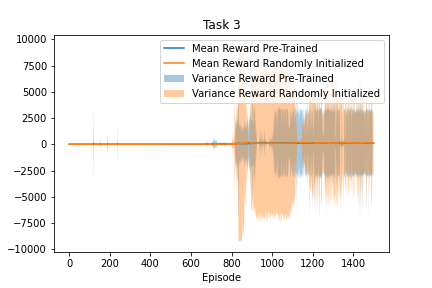 Task 3
10000
7500
5000
2500
0
−2500
−5000
−7500
−10000
Mean Reward Pre-Trained
Mean Reward Randomly Initialized
Variance Reward Pre-Trained
Variance Reward Randomly Initialized
0 200 400 600 800 1000 1200 1400
Episode